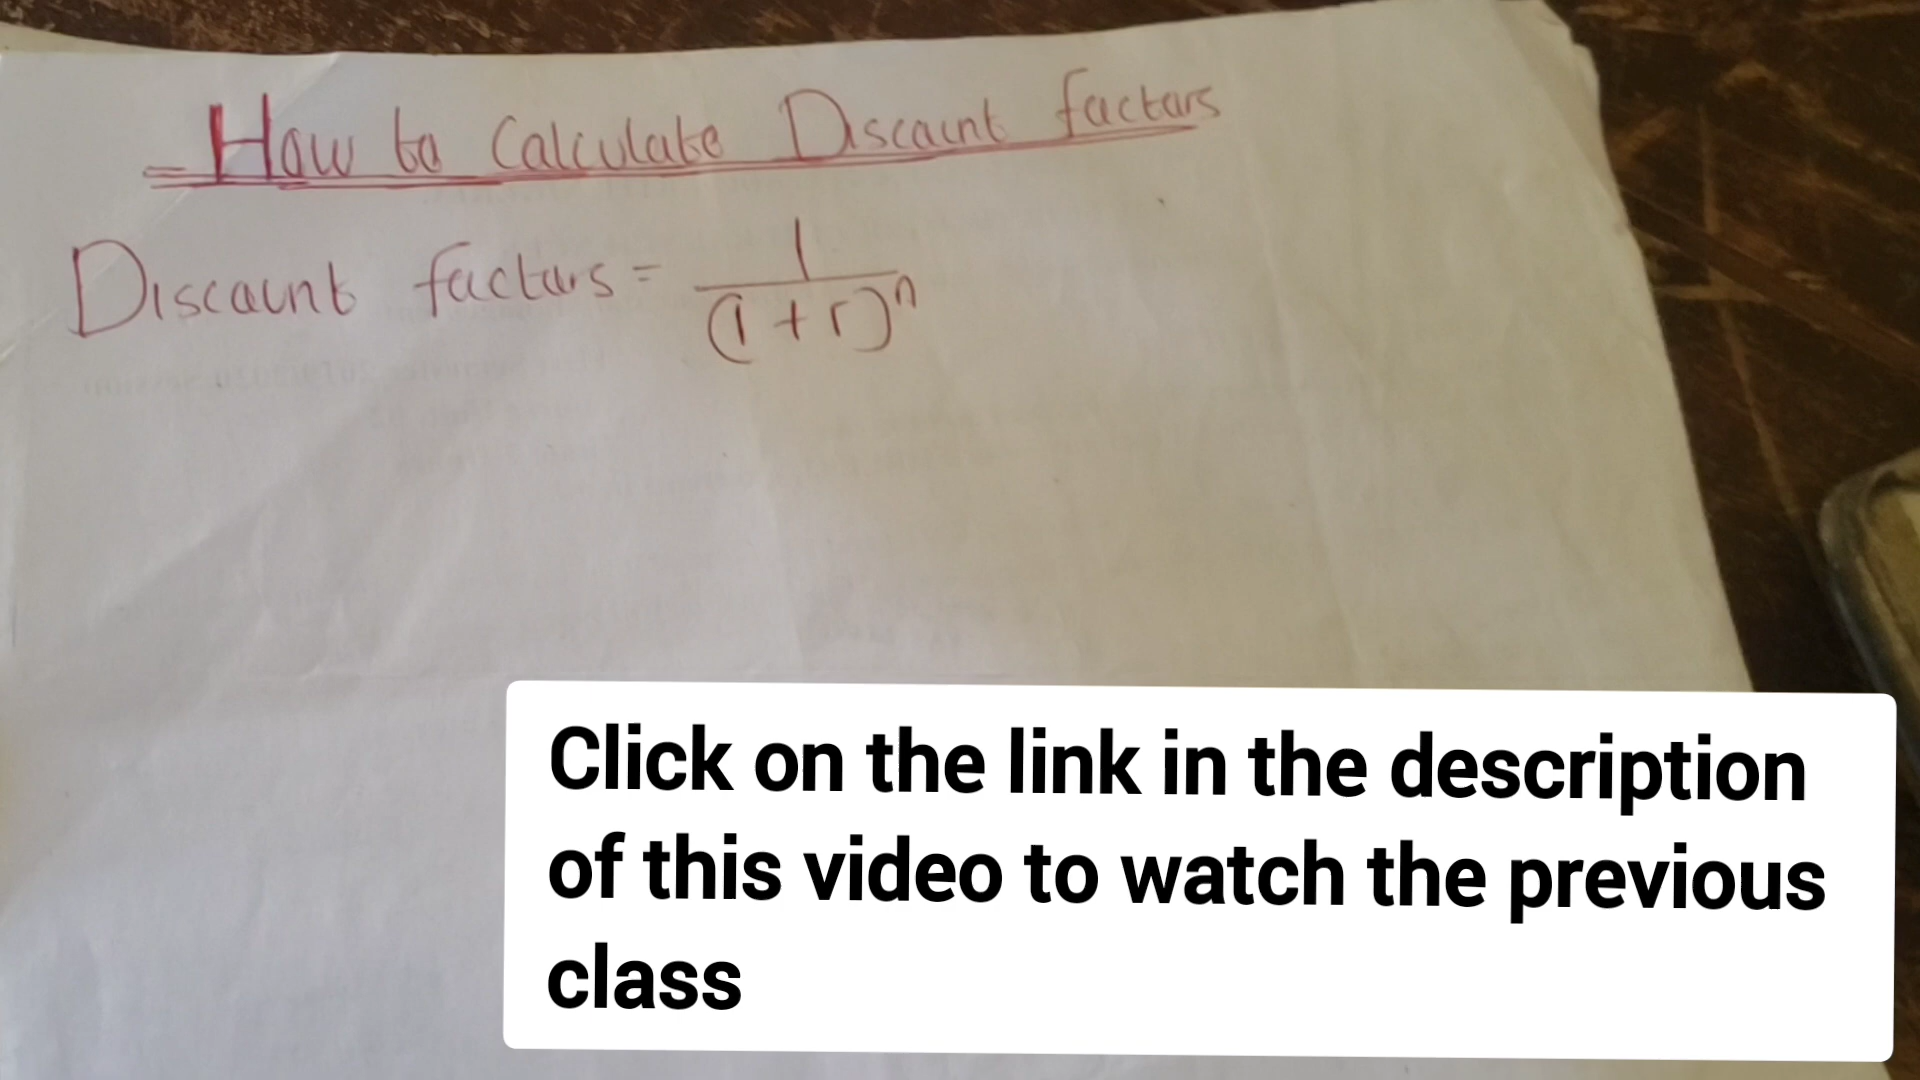 How to Calculate Discount factors
Discount factors = 1/(1+r)^n
Click on the link in the description
of this video to watch the previous
class